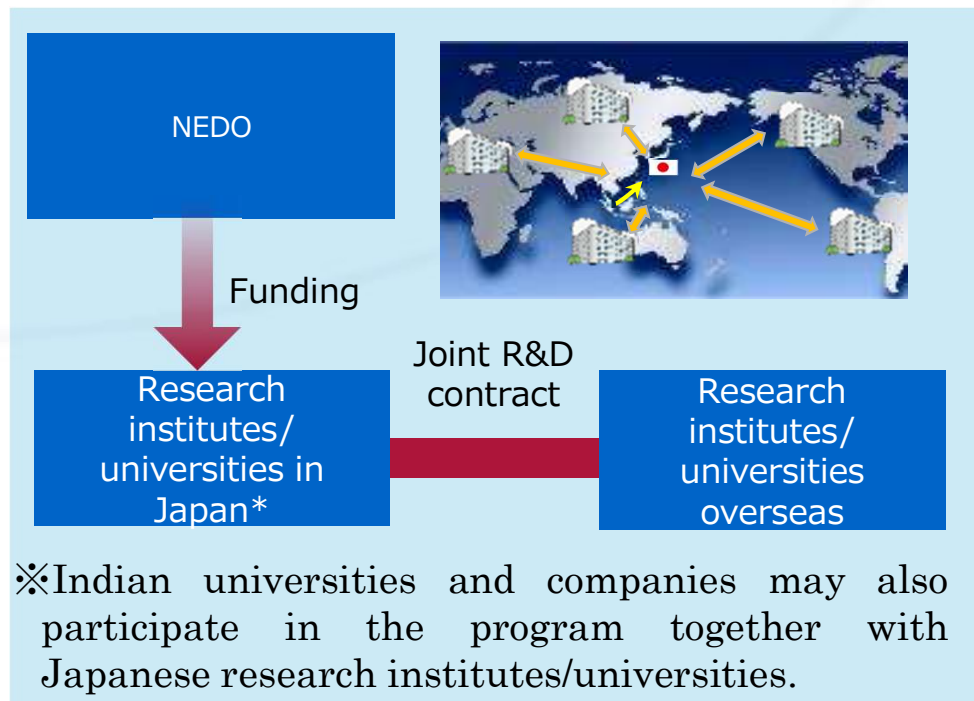 NEDO
Funding
Joint R&D
contract
Research
institutes/
universities in
Japan*
Research
institutes/
universities
overseas
※Indian universities and companies may also
participate in the program together with
Japanese research institutes/universities.